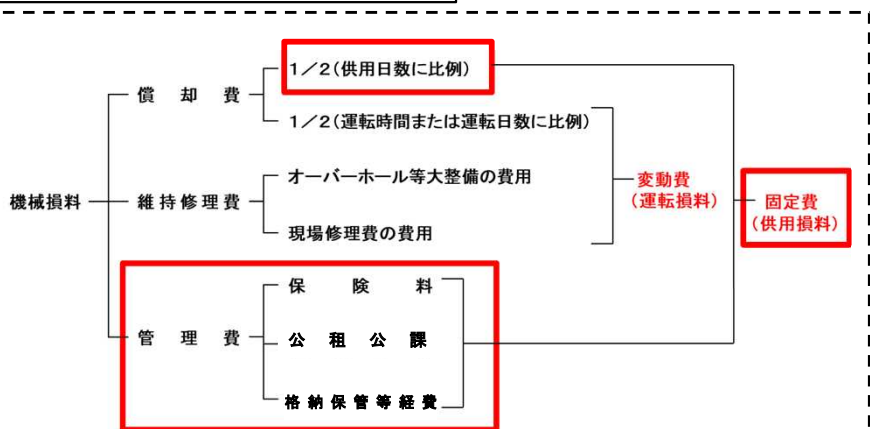 1/2(供用日数に比例)
償却費
1/2(運転時間または運転日数に比例)
機械損料
維持修理費
オーバーホール等大整備の費用
現場修理費の費用
変動費
(運転損料)
固定費
(供用損料)
管理費
保険料
公租公課
格納保管等経費